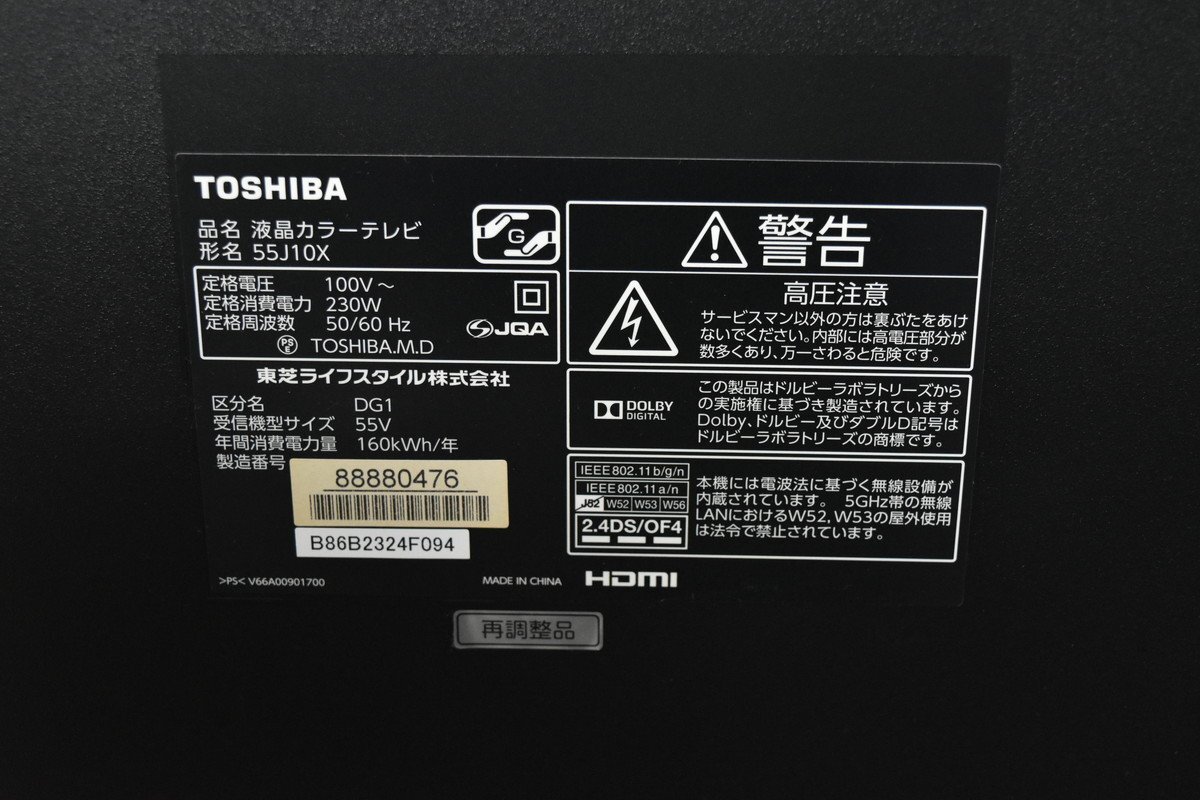 TOSHIBA
品名 液晶カラーテレビ
形名 55J10X
G
定格電圧 100V～
定格消費電力 230W
定格周波数 50/60 Hz
JQA
PSE TOSHIBA.M.D
東芝ライフスタイル株式会社
区分名 DG1
受信機型サイズ 55V
年間消費電力量 160kWh/年
製造番号
88880476
B86B2324F094
>PS< V66A00901700
MADE IN CHINA
HDMI
警告
高圧注意
サービスマン以外の方は裏ぶたをあけ
ないでください。内部には高電圧部分が
数多くあり、万一さわると危険です。
DOLBY
DIGITAL
この製品はドルビーラボラトリーズから
の実施権に基づき製造されています。
Dolby、ドルビー及びダブルD記号は
ドルビーラボラトリーズの商標です。
IEEE802.11b/g/n
IEEE802.11a/n
J52 W52 W53 W56
2.4DS/OF4
本機には電波法に基づく無線設備が
内蔵されています。 5GHz帯の無線
LANにおけるW52,W53の屋外使用
は法令で禁止されています。
再調整品